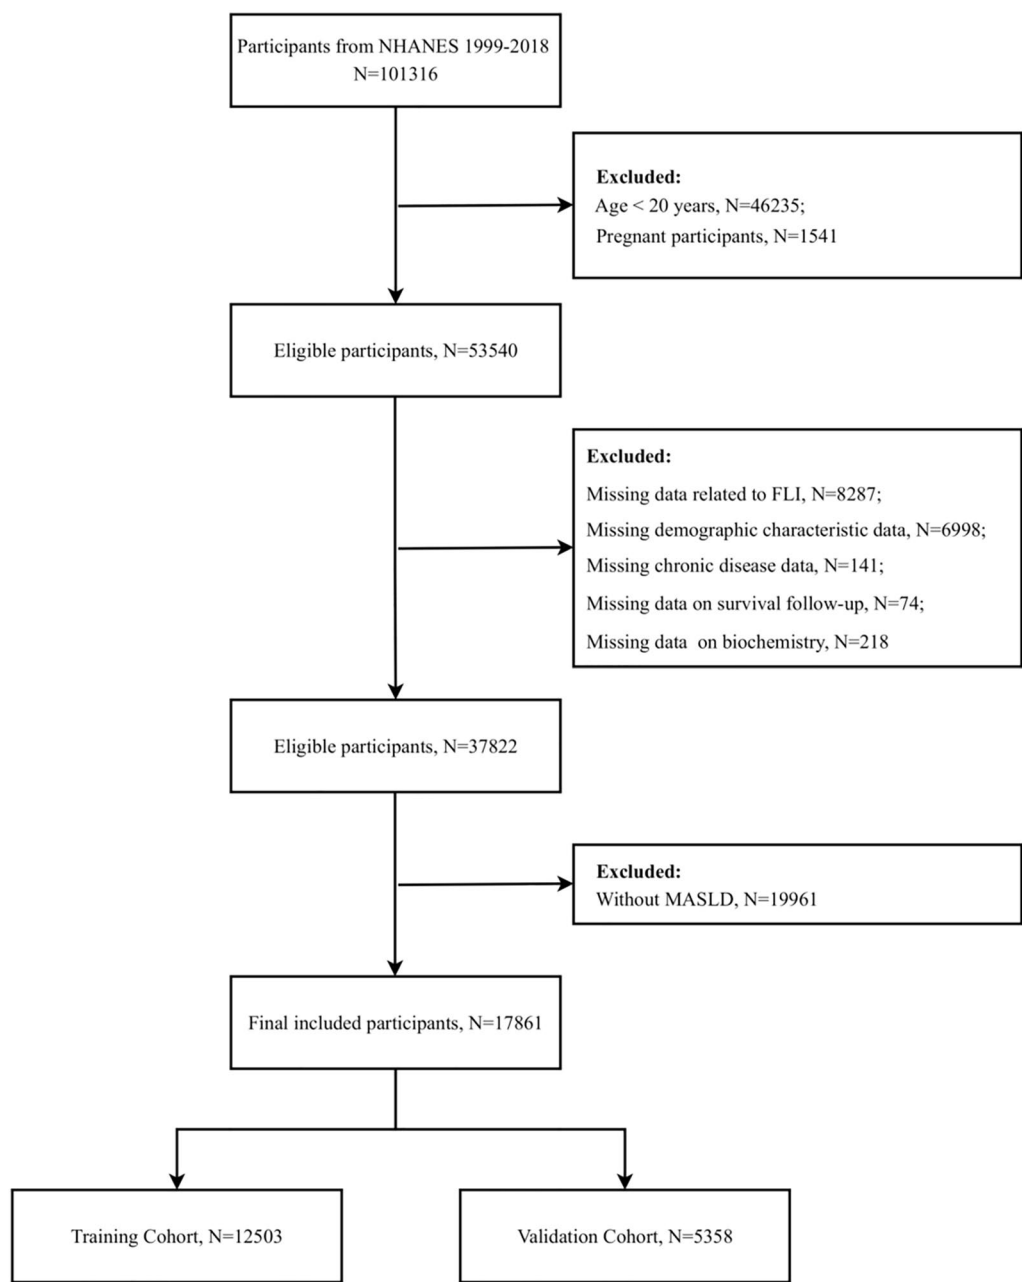 Participants from NHANES 1999-2018
N=101316
Excluded:
Age < 20 years, N=46235;
Pregnant participants, N=1541
Eligible participants, N=53540
Excluded:
Missing data related to FLI, N=8287;
Missing demographic characteristic data, N=6998;
Missing chronic disease data, N=141;
Missing data on survival follow-up, N=74;
Missing data on biochemistry, N=218
Eligible participants, N=37822
Excluded:
Without MASLD, N=19961
Final included participants, N=17861
Training Cohort, N=12503
Validation Cohort, N=5358